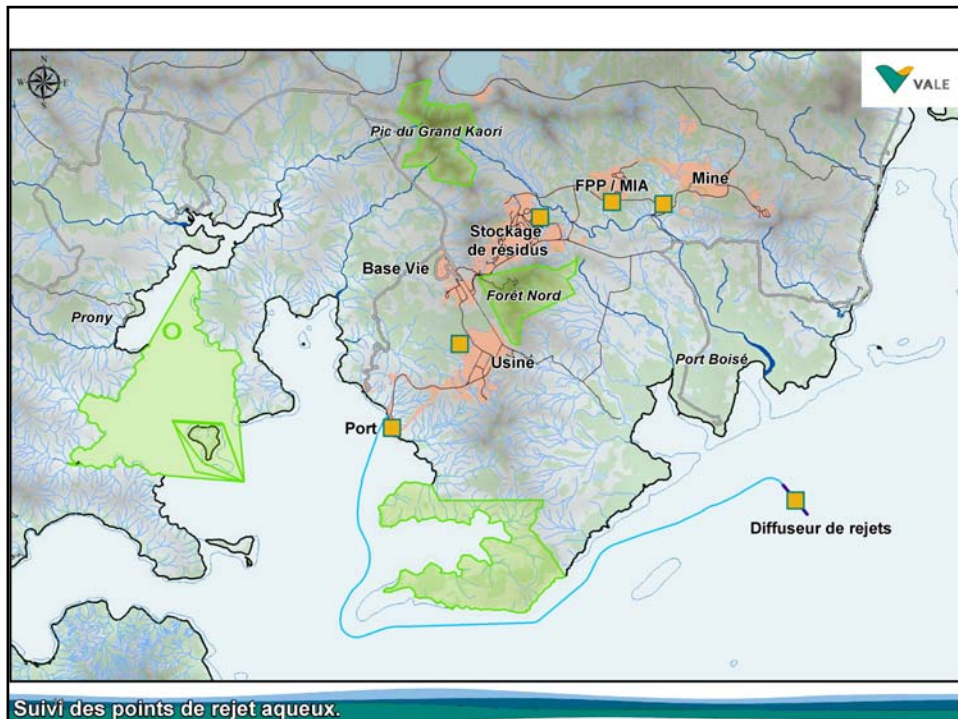 N
W E
S
VALE
Pic du Grand Kaori
Mine
FPP / MIA
Stockage
de résidus
Base Vie
Forêt Nord
Prony
Port Boisé
Usine
Port
Diffuseur de rejets
Suivi des points de rejet aqueux.